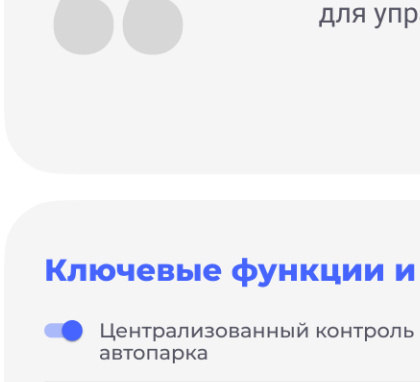 для упр
Ключевые функции и
Централизованный контроль
автопарка